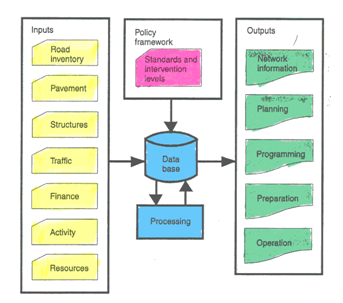 Inputs
Road
inventory
Pavement
Structures
Traffic
Finance
Activity
Resources
Policy
framework
Standards and
intervention
levels
Data
base
Processing
Outputs
Network
information
Planning
Programming
Preparation
Operation